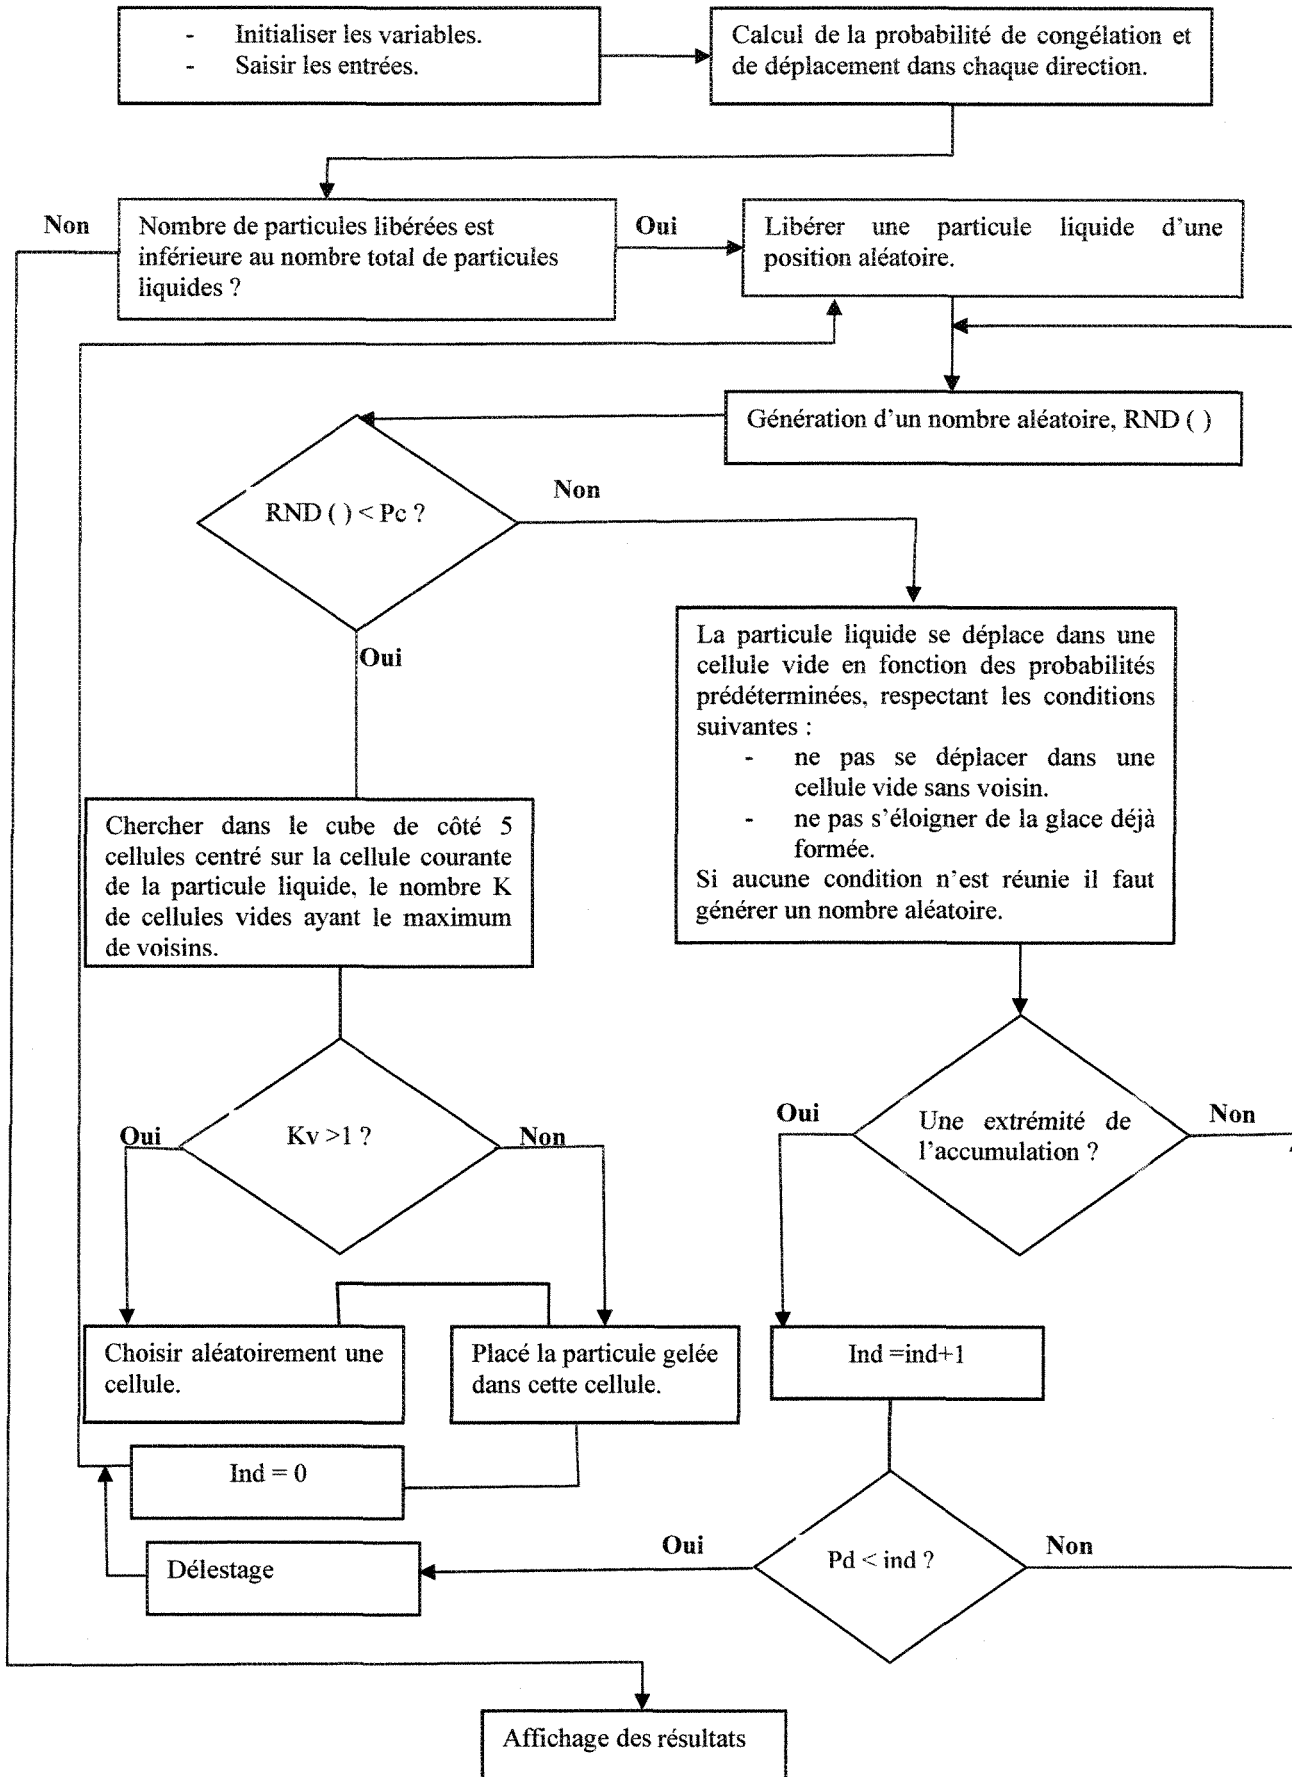 - Initialiser les variables.
- Saisir les entrées.
Calcul de la probabilité de congélation et
de déplacement dans chaque direction.
Non
Nombre de particules libérées est
inférieure au nombre total de particules
liquides ?
Oui
Libérer une particule liquide d'une
position aléatoire.
Génération d'un nombre aléatoire, RND ( )
RND ( ) < Pc ?
Non
Oui
La particule liquide se déplace dans une
cellule vide en fonction des probabilités
prédéterminées, respectant les conditions
suivantes :
- ne pas se déplacer dans une
cellule vide sans voisin.
- ne pas s'éloigner de la glace déjà
formée.
Si aucune condition n'est réunie il faut
générer un nombre aléatoire.
Chercher dans le cube de côté 5
cellules centré sur la cellule courante
de la particule liquide, le nombre K
de cellules vides ayant le maximum
de voisins.
Oui
Kv >1 ?
Non
Oui
Une extrémité de
l'accumulation ?
Non
Choisir aléatoirement une
cellule.
Placé la particule gelée
dans cette cellule.
Ind =ind+1
Ind = 0
Délestage
Oui
Pd < ind ?
Non
Affichage des résultats